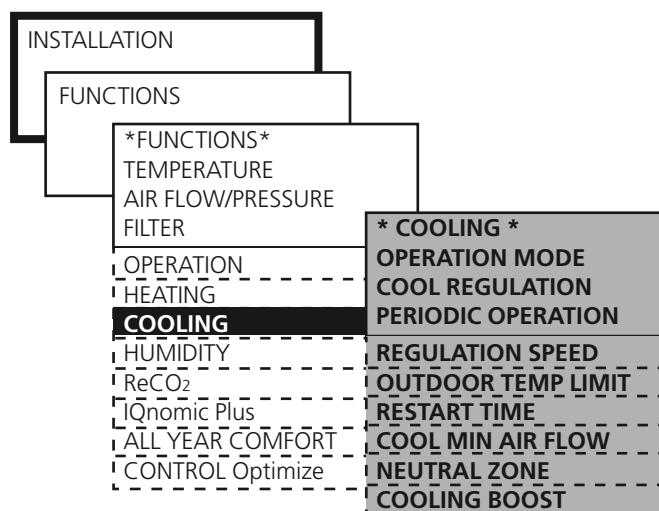 INSTALLATION
FUNCTIONS
*FUNCTIONS*
TEMPERATURE
AIR FLOW/PRESSURE
FILTER
OPERATION
HEATING
COOLING
HUMIDITY
ReCO2
IQnomic Plus
ALL YEAR COMFORT
CONTROL Optimize
* COOLING *
OPERATION MODE
COOL REGULATION
PERIODIC OPERATION
REGULATION SPEED
OUTDOOR TEMP LIMIT
RESTART TIME
COOL MIN AIR FLOW
NEUTRAL ZONE
COOLING BOOST